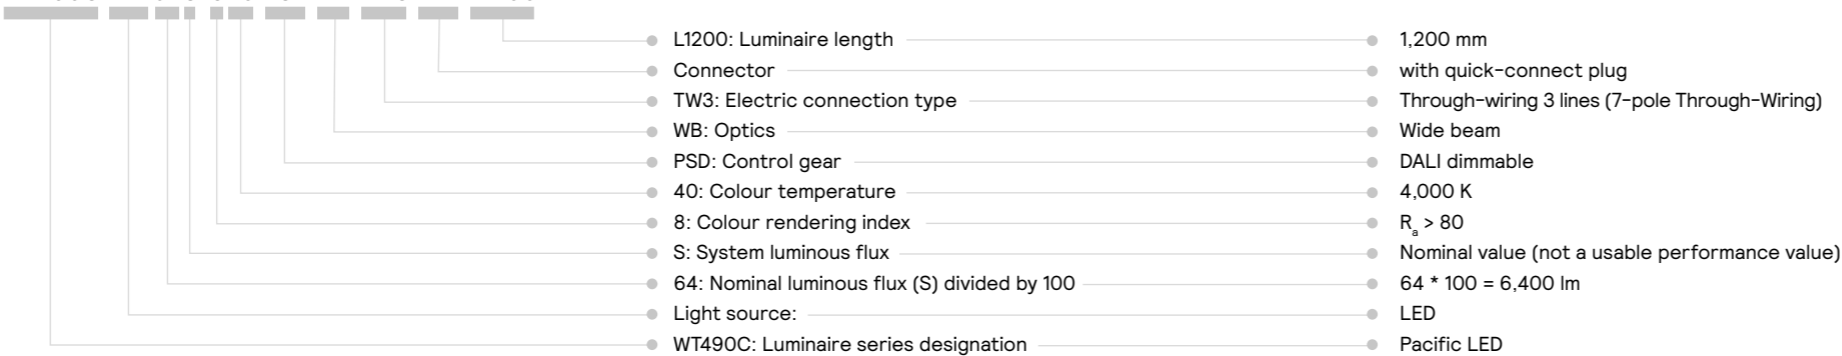 L1200: Luminaire length 1,200 mm
Connector with quick-connect plug
TW3: Electric connection type Through-wiring 3 lines (7-pole Through-Wiring)
WB: Optics Wide beam
PSD: Control gear DALI dimmable
40: Colour temperature 4,000 K
8: Colour rendering index Ra > 80
S: System luminous flux Nominal value (not a usable performance value)
64: Nominal luminous flux (S) divided by 100 64 * 100 = 6,400 lm
Light source: LED
WT490C: Luminaire series designation Pacific LED